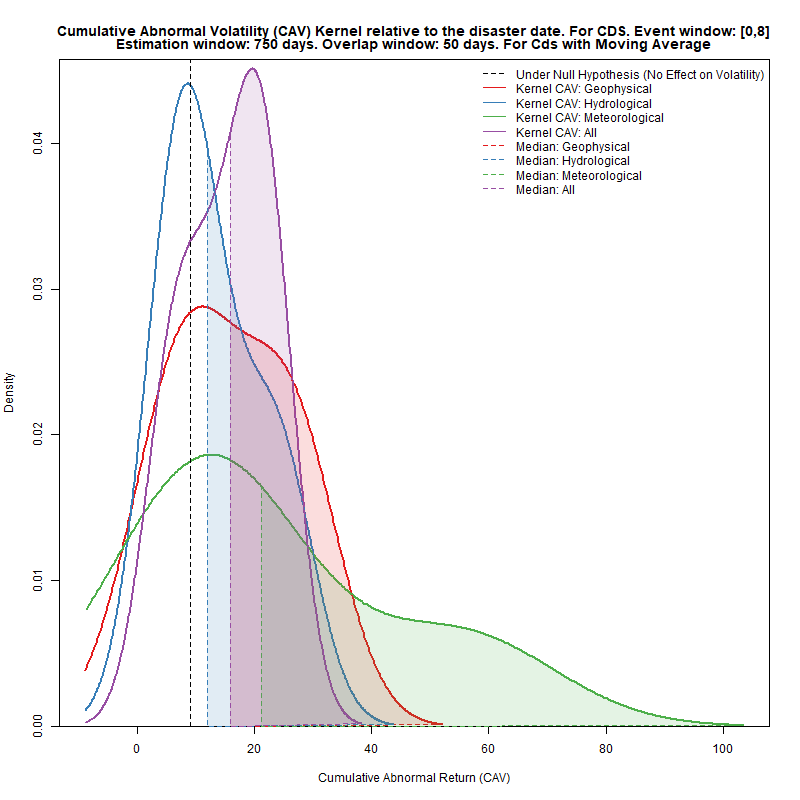 Cumulative Abnormal Volatility (CAV) Kernel relative to the disaster date. For CDS. Event window: [0,8]
Estimation window: 750 days. Overlap window: 50 days. For Cds with Moving Average
Under Null Hypothesis (No Effect on Volatility)
Kernel CAV: Geophysical
Kernel CAV: Hydrological
Kernel CAV: Meteorological
Kernel CAV: All
Median: Geophysical
Median: Hydrological
Median: Meteorological
Median: All
Density
0.04
0.03
0.02
0.01
0.00
0 20 40 60 80 100
Cumulative Abnormal Return (CAV)